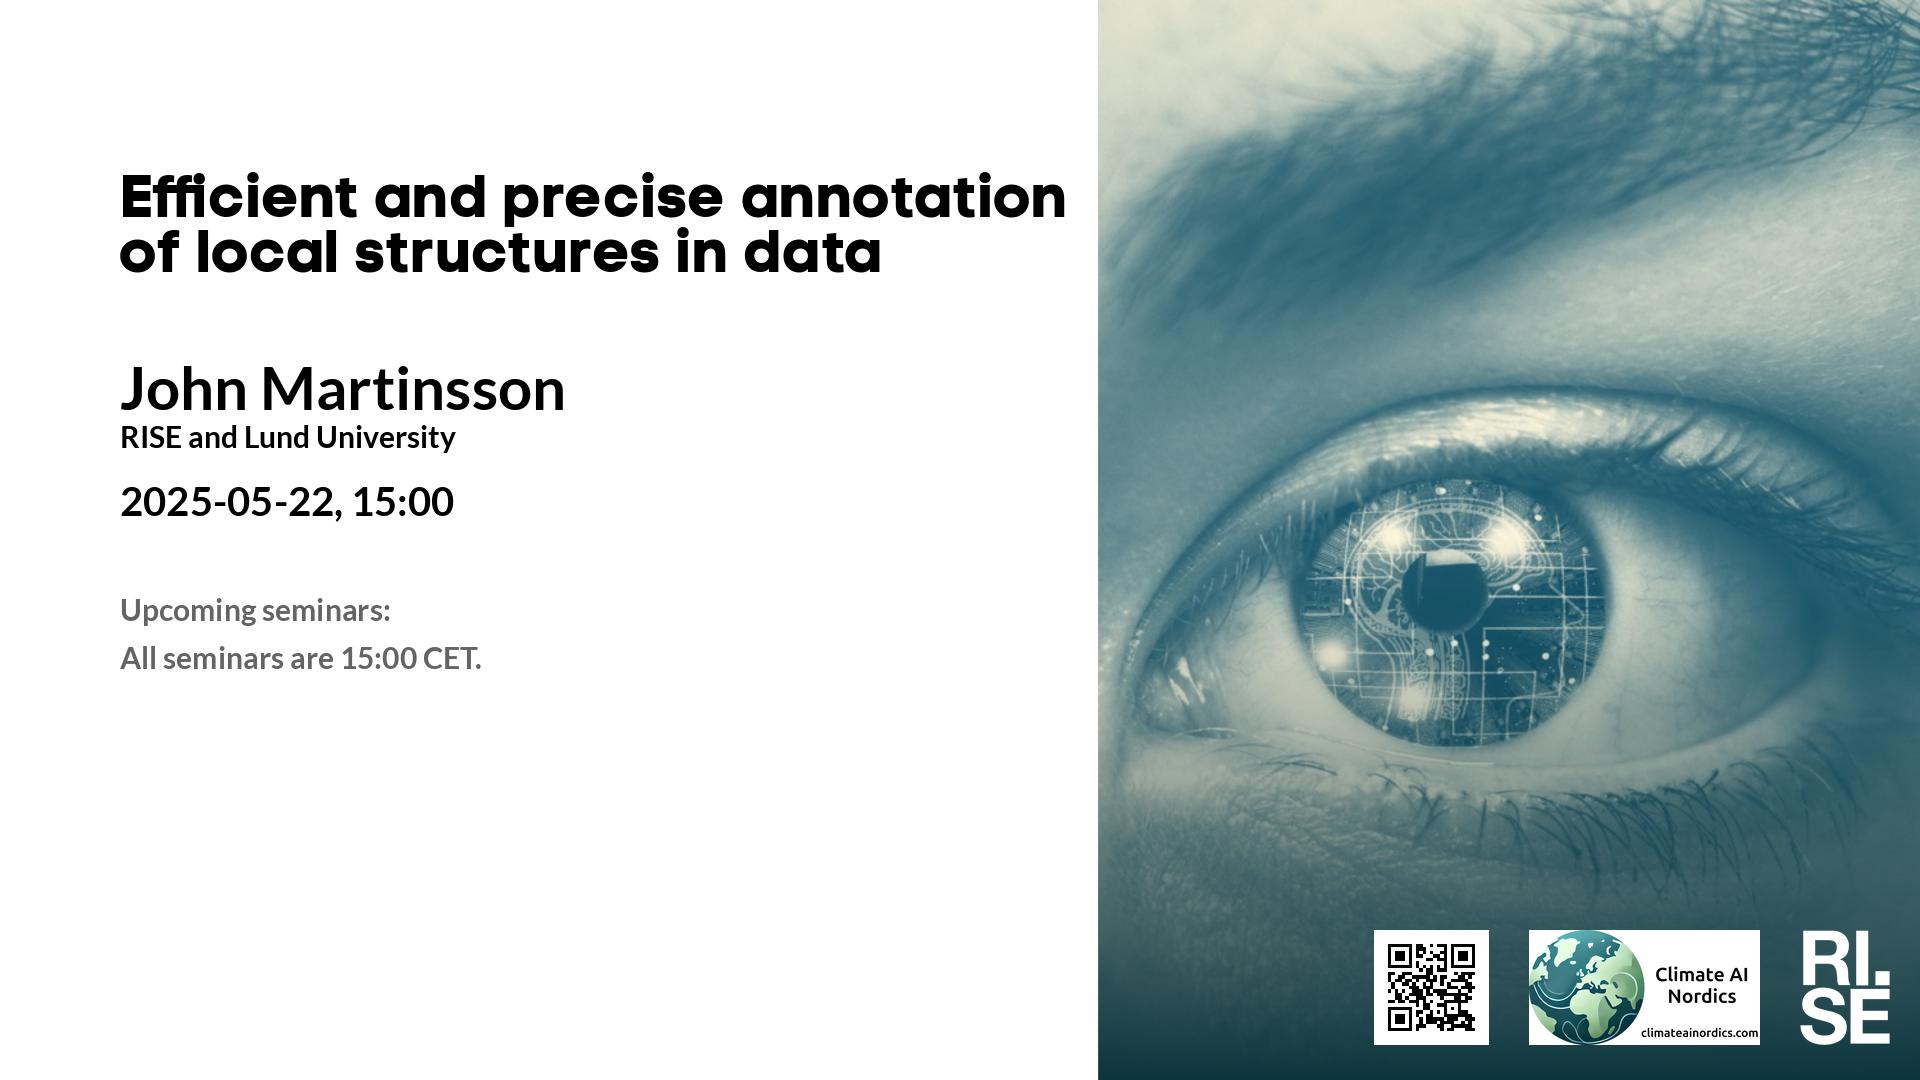 Efficient and precise annotation
of local structures in data
John Martinsson
RISE and Lund University
2025-05-22, 15:00
Upcoming seminars:
All seminars are 15:00 CET.
Climate AI
Nordics
climateainordics.com
RI.
SE